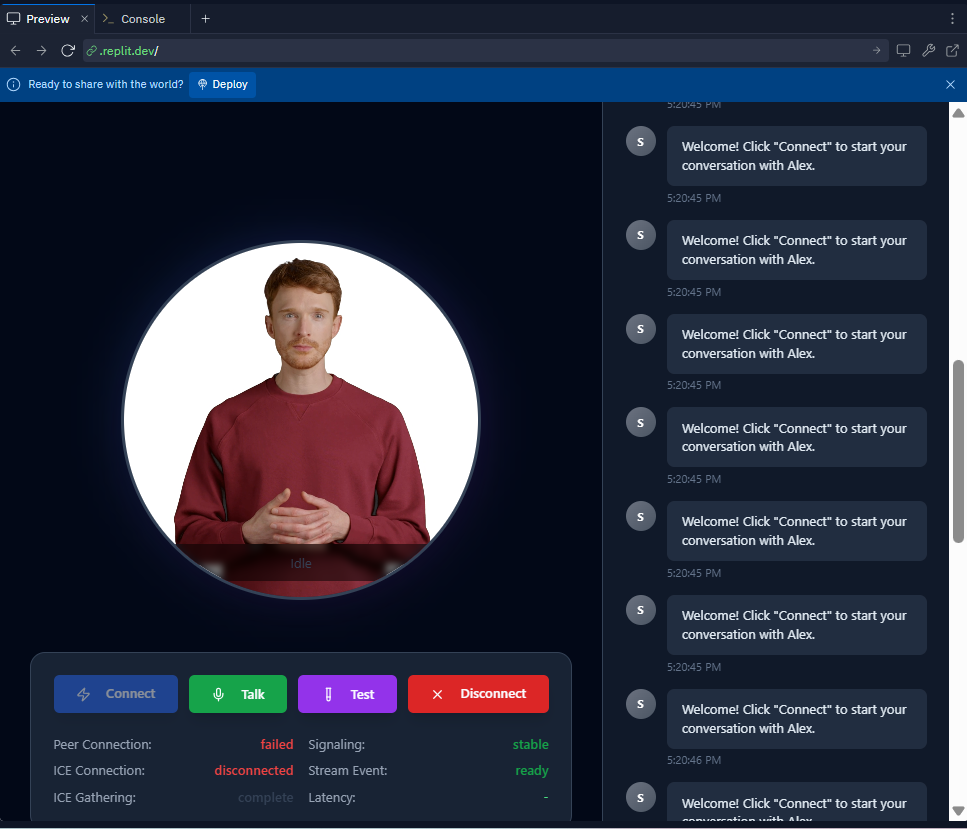 Preview
Console
.replit.dev/
Ready to share with the world?
Deploy
Idle
Connect
Talk
Test
Disconnect
Peer Connection: failed
Signaling: stable
ICE Connection: disconnected
Stream Event: ready
ICE Gathering: complete
Latency: -
5:20:45 PM
S
Welcome! Click "Connect" to start your
conversation with Alex.
5:20:45 PM
S
Welcome! Click "Connect" to start your
conversation with Alex.
5:20:45 PM
S
Welcome! Click "Connect" to start your
conversation with Alex.
5:20:45 PM
S
Welcome! Click "Connect" to start your
conversation with Alex.
5:20:45 PM
S
Welcome! Click "Connect" to start your
conversation with Alex.
5:20:45 PM
S
Welcome! Click "Connect" to start your
conversation with Alex.
5:20:45 PM
S
Welcome! Click "Connect" to start your
conversation with Alex.
5:20:46 PM
S
Welcome! Click "Connect" to start your
conversation with Alex.